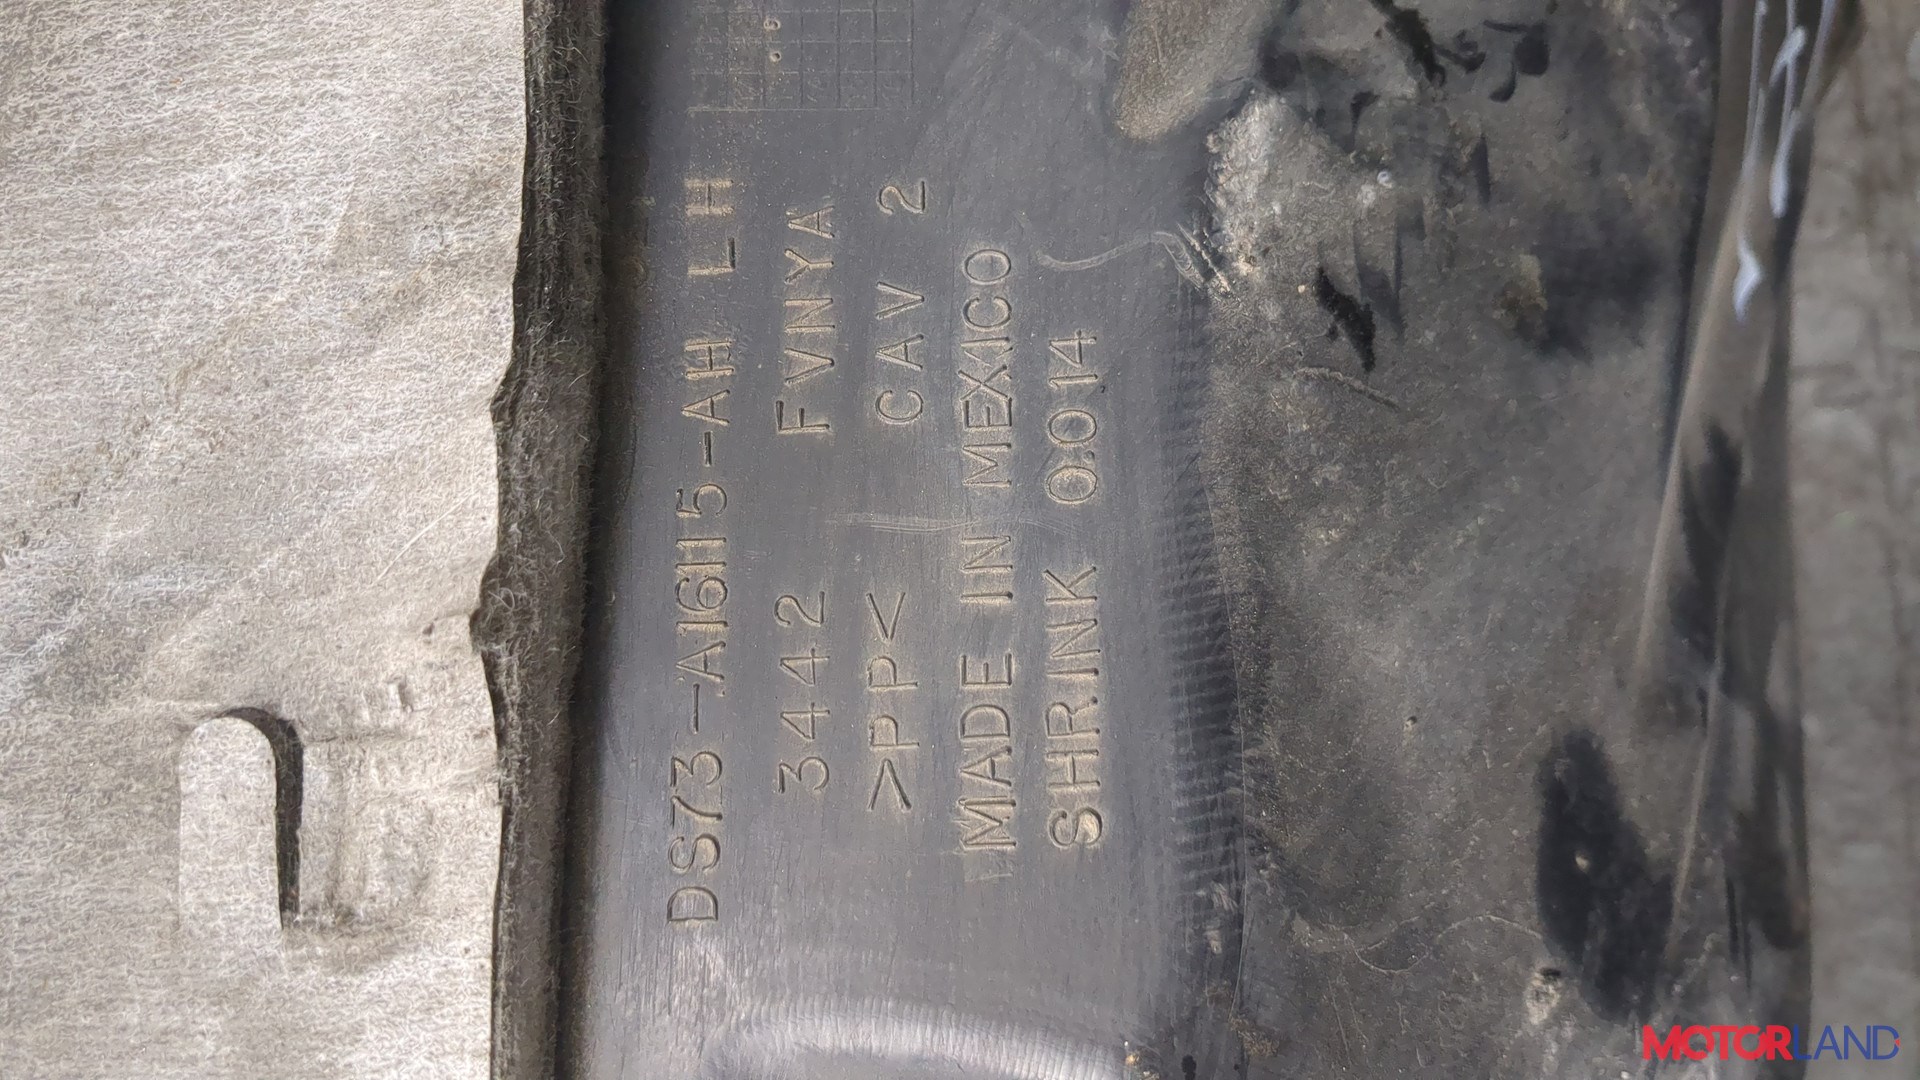 DS73-A16115-AH LH
3442 FVNYA
>PP< CAV 2
MADE IN MEXICO
SHRINK 0.014
MOTORLAND